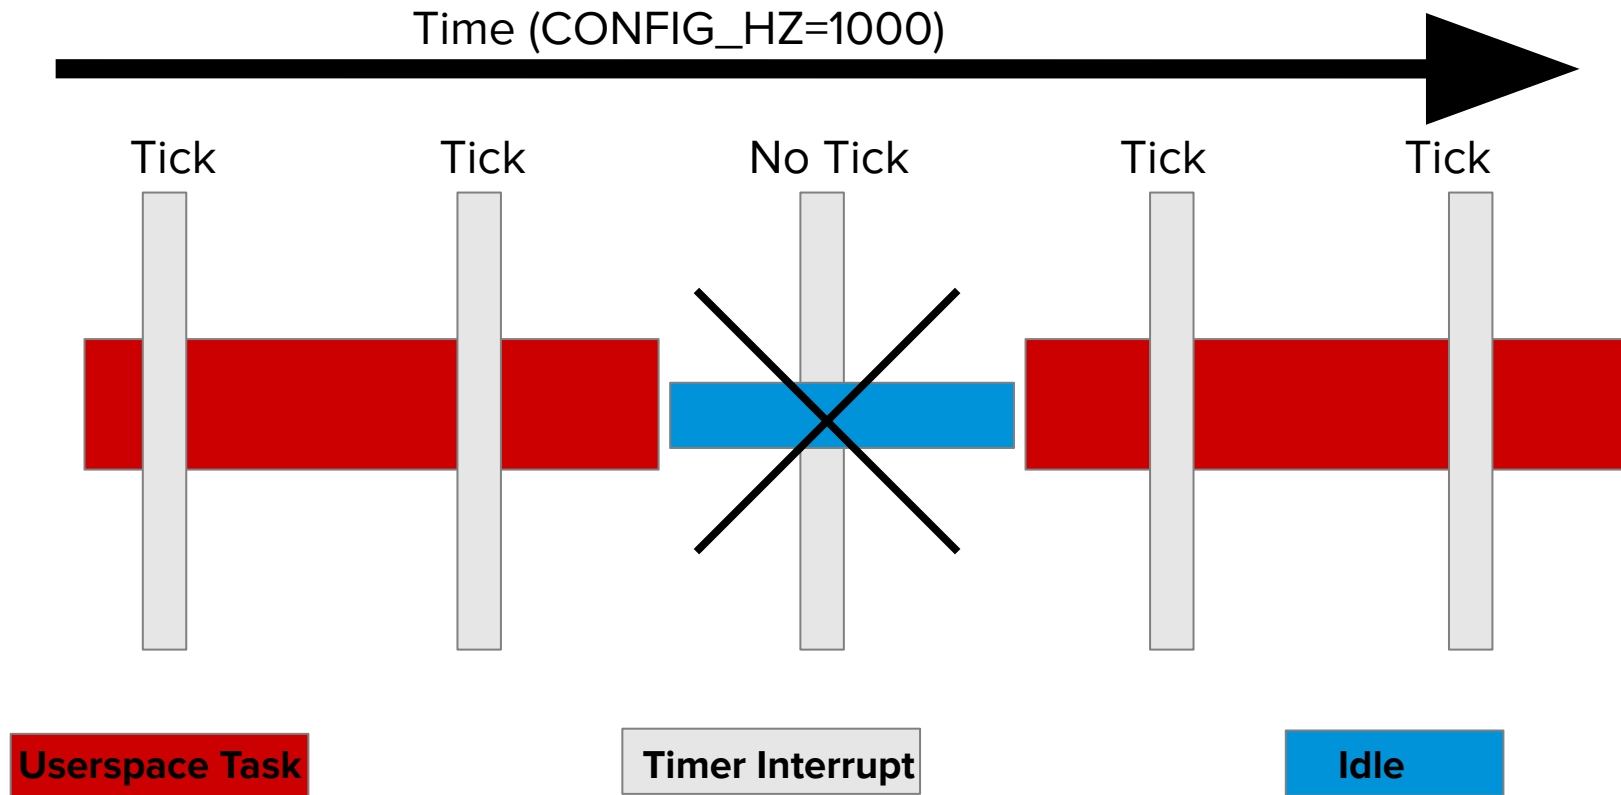 Time (CONFIG_HZ=1000)
Tick
Tick
No Tick
Tick
Tick
Userspace Task
Timer Interrupt
Idle